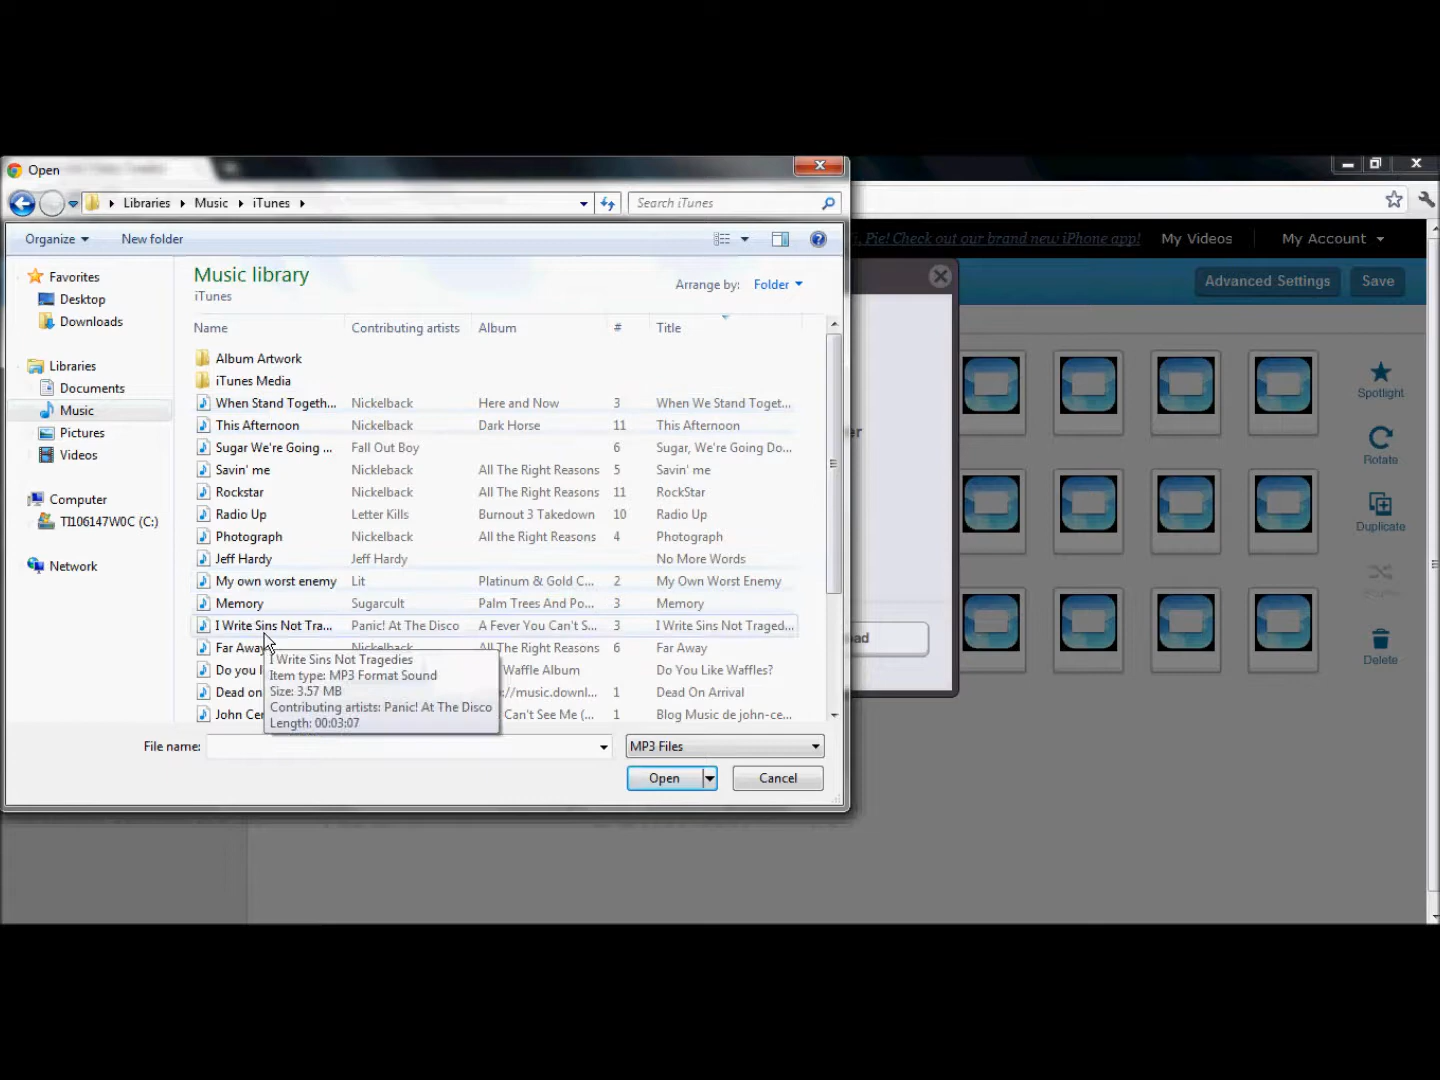 Open
Libraries Music iTunes
Search iTunes
Organize
New folder
i, Pie! Check out our brand new iPhone app!
My Videos
My Account
Advanced Settings
Save
Favorites
Desktop
Downloads
Libraries
Documents
Music
Pictures
Videos
Computer
TI106147W0C (C:)
Network
Music library
iTunes
Arrange by: Folder
Name Contributing artists Album # Title
Album Artwork
iTunes Media
When Stand Togeth... Nickelback Here and Now 3 When We Stand Toget...
This Afternoon Nickelback Dark Horse 11 This Afternoon
Sugar We're Going ... Fall Out Boy 6 Sugar, We're Going Do...
Savin' me Nickleback All The Right Reasons 5 Savin' me
Rockstar Nickelback All The Right Reasons 11 RockStar
Radio Up Letter Kills Burnout 3 Takedown 10 Radio Up
Photograph Nickelback All the Right Reasons 4 Photograph
Jeff Hardy Jeff Hardy No More Words
My own worst enemy Lit Platinum & Gold C... 2 My Own Worst Enemy
Memory Sugarcult Palm Trees And Po... 3 Memory
I Write Sins Not Tra... Panic! At The Disco A Fever You Can't S... 3 I Write Sins Not Traged...
Far Away Nickelback All The Right Reasons 6 Far Away
Do you l Waffle Album Do You Like Waffles?
Dead on ://music.downl... 1 Dead On Arrival
John Cen Can't See Me (... 1 Blog Music de john-ce...
I Write Sins Not Tragedies
Item type: MP3 Format Sound
Size: 3.57 MB
Contributing artists: Panic! At The Disco
Length: 00:03:07
File name:
MP3 Files
Open
Cancel
er
ad
Spotlight
Rotate
Duplicate
Delete